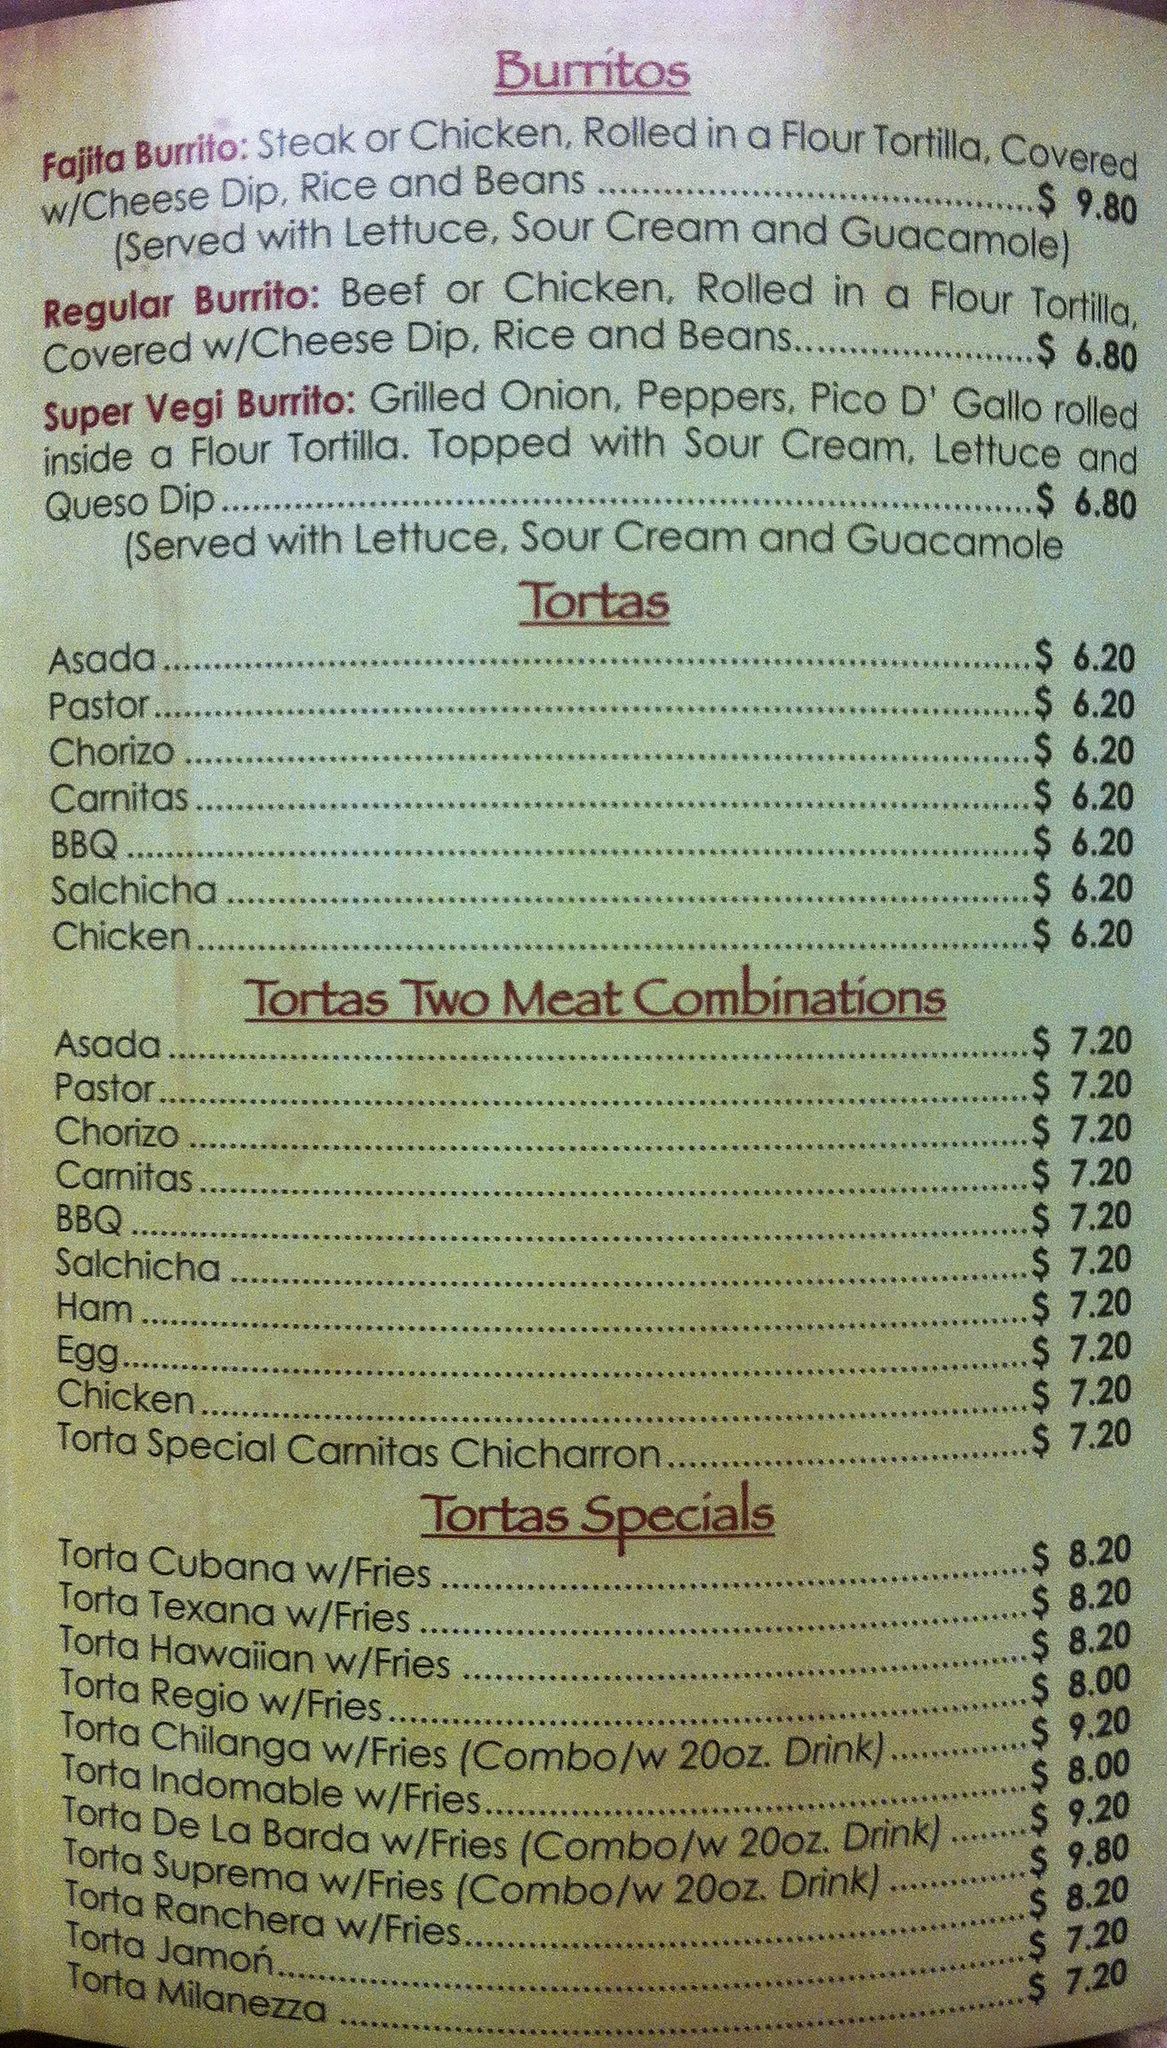 Burritos
Fajita Burrito: Steak or Chicken, Rolled in a Flour Tortilla, Covered
w/Cheese Dip, Rice and Beans ........................................$ 9.80
(Served with Lettuce, Sour Cream and Guacamole)
Regular Burrito: Beef or Chicken, Rolled in a Flour Tortilla,
Covered w/Cheese Dip, Rice and Beans......................$ 6.80
Super Vegi Burrito: Grilled Onion, Peppers, Pico D' Gallo rolled
inside a Flour Tortilla. Topped with Sour Cream, Lettuce and
Queso Dip........................................................................$ 6.80
(Served with Lettuce, Sour Cream and Guacamole
Tortas
Asada............................................................................$ 6.20
Pastor............................................................................$ 6.20
Chorizo ..........................................................................$ 6.20
Carnitas..........................................................................$ 6.20
BBQ ................................................................................$ 6.20
Salchicha .......................................................................$ 6.20
Chicken..........................................................................$ 6.20
Tortas Two Meat Combinations
Asada............................................................................$ 7.20
Pastor............................................................................$ 7.20
Chorizo ..........................................................................$ 7.20
Carnitas..........................................................................$ 7.20
BBQ ................................................................................$ 7.20
Salchicha .......................................................................$ 7.20
Ham ...............................................................................$ 7.20
Egg.................................................................................$ 7.20
Chicken..........................................................................$ 7.20
Torta Special Carnitas Chicharron................................$ 7.20
Tortas Specials
Torta Cubana w/Fries ....................................................$ 8.20
Torta Texana w/Fries ......................................................$ 8.20
Torta Hawaiian w/Fries ..................................................$ 8.20
Torta Regio w/Fries.........................................................$ 8.00
Torta Chilanga w/Fries (Combo/w 20oz. Drink)............$ 9.20
Torta Indomable w/Fries................................................$ 8.00
Torta De La Barda w/Fries (Combo/w 20oz. Drink) .......$ 9.20
Torta Suprema w/Fries (Combo/w 20oz. Drink) ............$ 9.80
Torta Ranchera w/Fries..................................................$ 8.20
Torta Jamoń...................................................................$ 7.20
Torta Milanezza ..............................................................$ 7.20